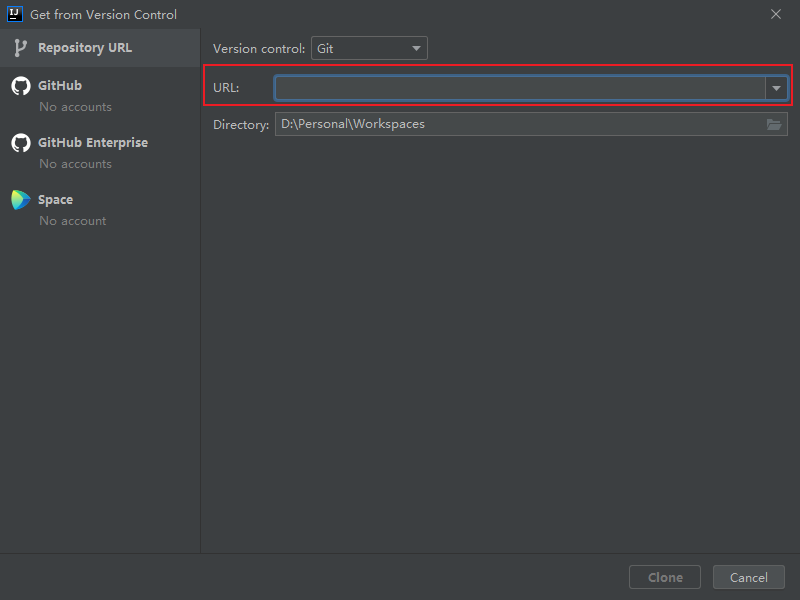 IJ Get from Version Control
Repository URL
GitHub
No accounts
GitHub Enterprise
No accounts
Space
No account
Version control: Git
URL:
Directory: D:\Personal\Workspaces
Clone Cancel